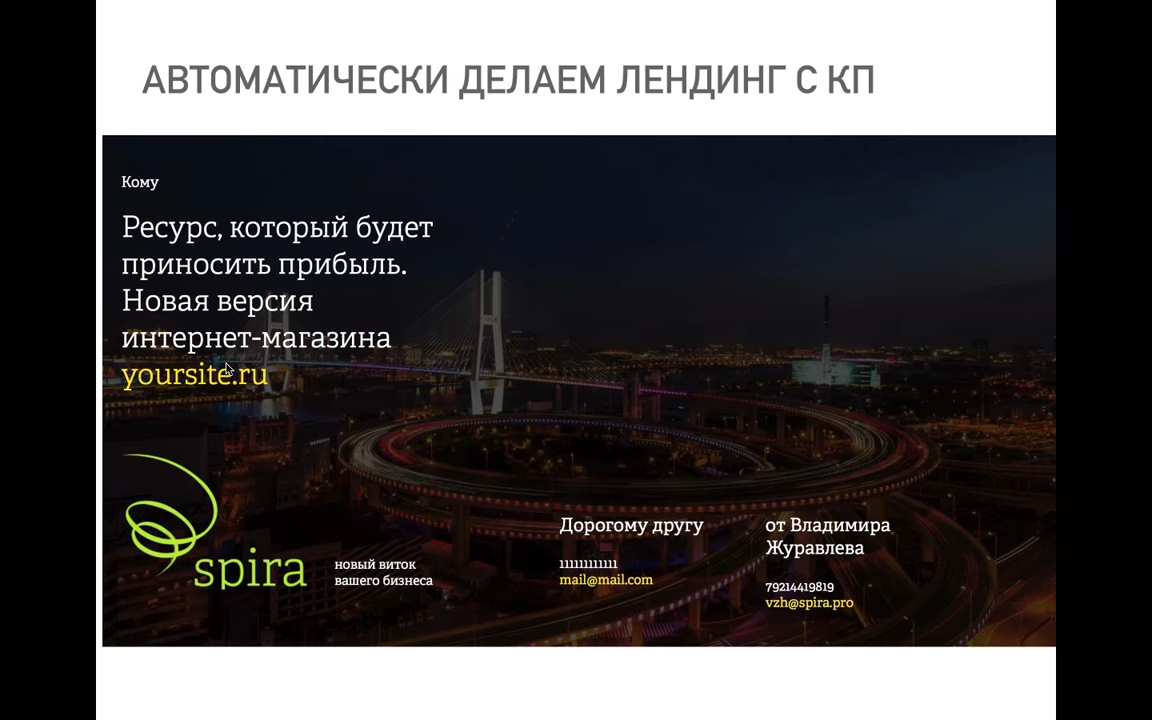 АВТОМАТИЧЕСКИ ДЕЛАЕМ ЛЕНДИНГ С КП
Кому
Ресурс, который будет
приносить прибыль.
Новая версия
интернет-магазина
yoursite.ru
spira
новый виток
вашего бизнеса
Дорогому другу
111111111111
mail@mail.com
от Владимира
Журавлева
79214419819
vzh@spira.pro